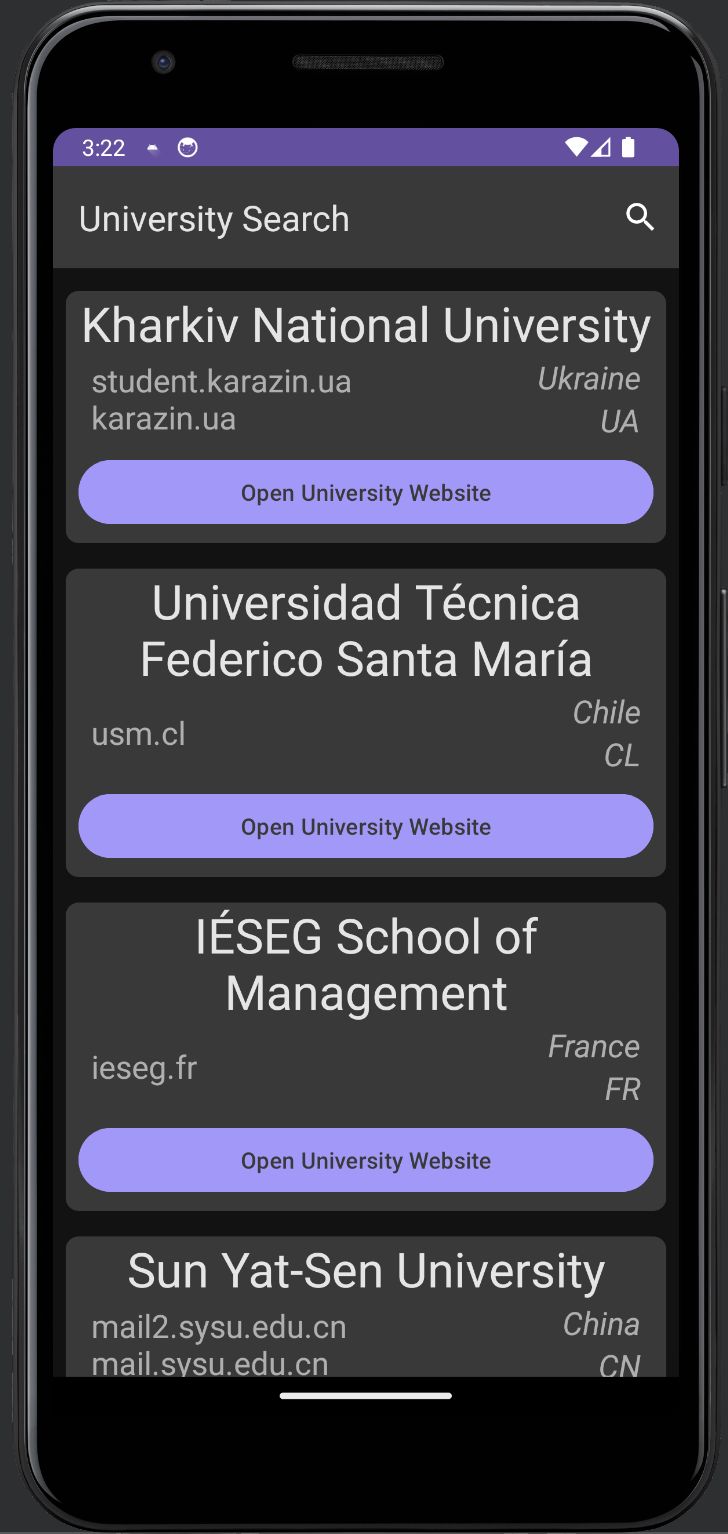 3:22
University Search
Kharkiv National University
student.karazin.ua
karazin.ua
Ukraine
UA
Open University Website
Universidad Técnica
Federico Santa María
usm.cl
Chile
CL
Open University Website
IÉSEG School of
Management
ieseg.fr
France
FR
Open University Website
Sun Yat-Sen University
mail2.sysu.edu.cn
mail.sysu.edu.cn
China
CN